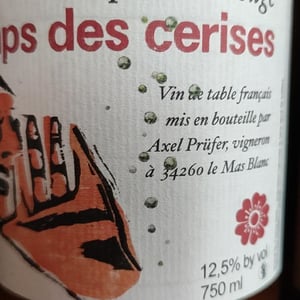 ps des cerises
Vin de table français
mis en bouteille par
Axel Prüfer, vigneron
à 34260 le Mas Blanc
12,5% by vol
750 ml